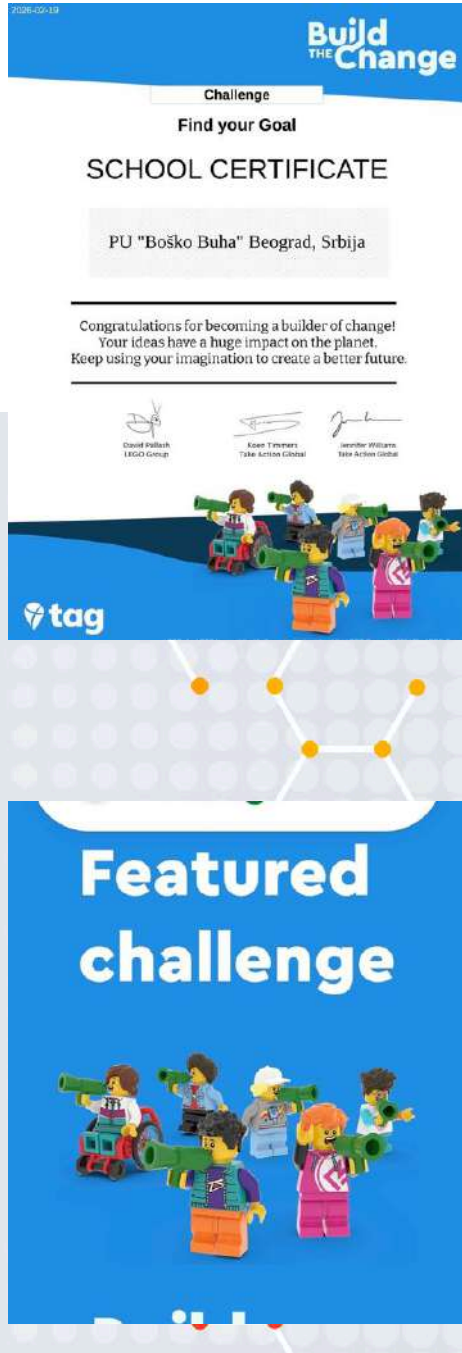 2026-02-19
Build
THE Change
Challenge
Find your Goal
SCHOOL CERTIFICATE
PU "Boško Buha" Beograd, Srbija
Congratulations for becoming a builder of change!
Your ideas have a huge impact on the planet.
Keep using your imagination to create a better future.
David Pallash
LEGO Group
Koen Timmers
Take Action Global
Jennifer Williams
Take Action Global
tag
Featured
challenge